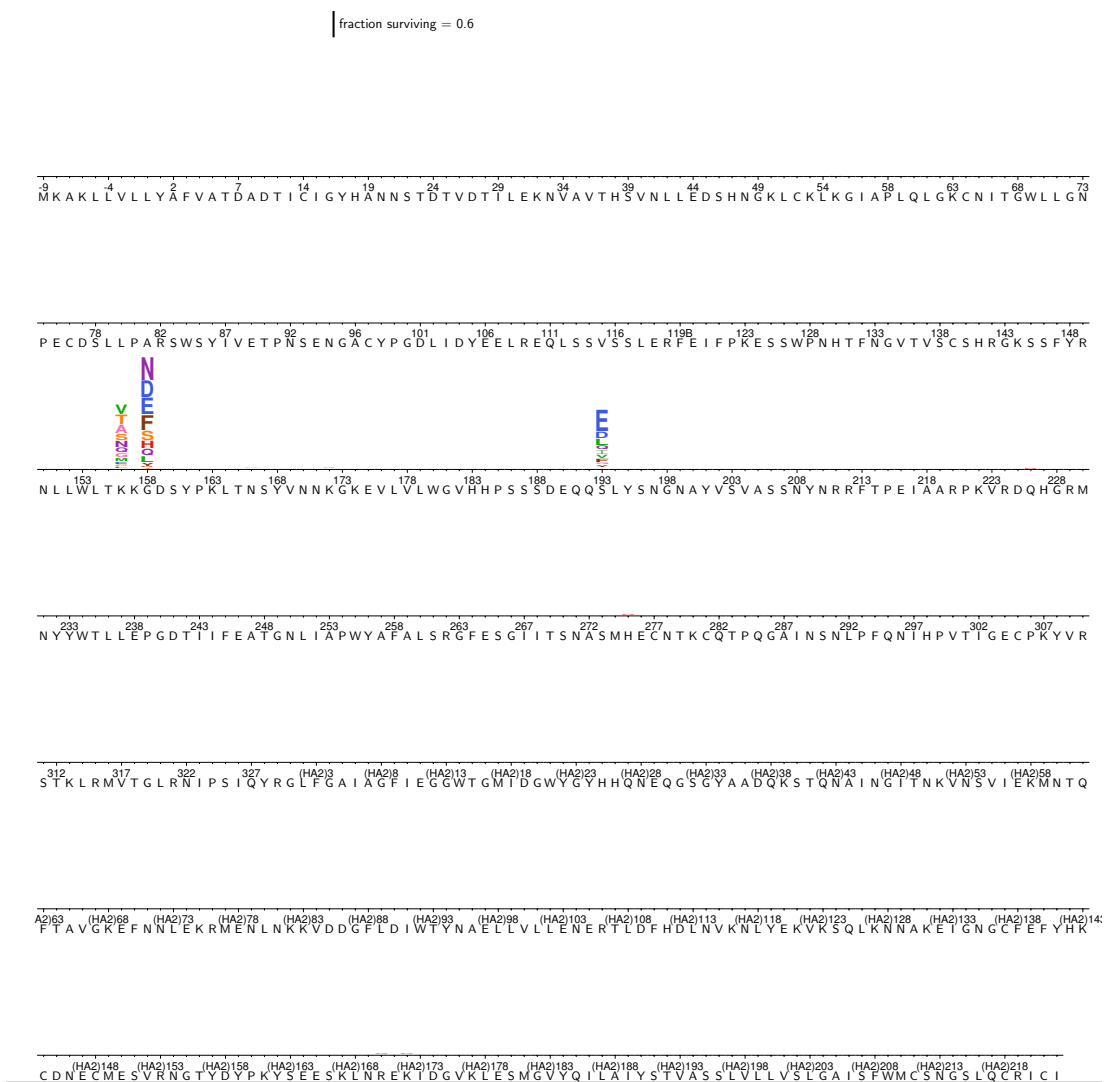 fraction surviving = 0.6
-9 -4 2 7 14 19 24 29 34 39 44 49 54 58 63 68 73
M K A K L L V L L Y A F V A T D A D T I C I G Y H A N N S T D T V D T I L E K N V A V T H S V N L L E D S H N G K L C K L K G I A P L Q L G K C N I T G W L L G N
78 82 87 92 96 101 106 111 116 119B 123 128 133 138 143 148
P E C D S L L P A R S W S Y I V E T P N S E N G A C Y P G D L I D Y E E L R E Q L S S V S S L E R F E I F P K E S S W P N H T F N G V T V S C S H R G K S S F Y R
N
D
V E E
T F D
A S L
S H
N Q
Q L
153 158 163 168 173 178 183 188 193 198 203 208 213 218 223 228
N L L W L T K K G D S Y P K L T N S Y V N N K G K E V L V L W G V H H P S S S D E Q Q S L Y S N G N A Y V S V A S S N Y N R R F T P E I A A R P K V R D Q H G R M
233 238 243 248 253 258 263 267 272 277 282 287 292 297 302 307
N Y Y W T L L E P G D T I I F E A T G N L I A P W Y A F A L S R G F E S G I I T S N A S M H E C N T K C Q T P Q G A I N S N L P F Q N I H P V T I G E C P K Y V R
312 317 322 327 (HA2)3 (HA2)8 (HA2)13 (HA2)18 (HA2)23 (HA2)28 (HA2)33 (HA2)38 (HA2)43 (HA2)48 (HA2)53 (HA2)58
S T K L R M V T G L R N I P S I Q Y R G L F G A I A G F I E G G W T G M I D G W Y G Y H H Q N E Q G S G Y A A D Q K S T Q N A I N G I T N K V N S V I E K M N T Q
A2)63 (HA2)68 (HA2)73 (HA2)78 (HA2)83 (HA2)88 (HA2)93 (HA2)98 (HA2)103 (HA2)108 (HA2)113 (HA2)118 (HA2)123 (HA2)128 (HA2)133 (HA2)138 (HA2)143
F T A V G K E F N N L E K R M E N L N K K V D D G F L D I W T Y N A E L L V L L E N E R T L D F H D L N V K N L Y E K V K S Q L K N N A K E I G N G C F E F Y H K
(HA2)148 (HA2)153 (HA2)158 (HA2)163 (HA2)168 (HA2)173 (HA2)178 (HA2)183 (HA2)188 (HA2)193 (HA2)198 (HA2)203 (HA2)208 (HA2)213 (HA2)218
C D N E C M E S V R N G T Y D Y P K Y S E E S K L N R E K I D G V K L E S M G V Y Q I L A I Y S T V A S S L V L L V S L G A I S F W M C S N G S L Q C R I C I